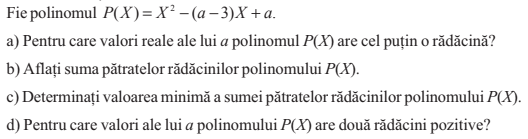 Fie polinomul P(X) = X² − (a − 3)X + a.
a) Pentru care valori reale ale lui a polinomul P(X) are cel puțin o rădăcină?
b) Aflați suma pătratelor rădăcinilor polinomului P(X).
c) Determinați valoarea minimă a sumei pătratelor rădăcinilor polinomului P(X).
d) Pentru care valori ale lui a polinomului P(X) are două rădăcini pozitive?